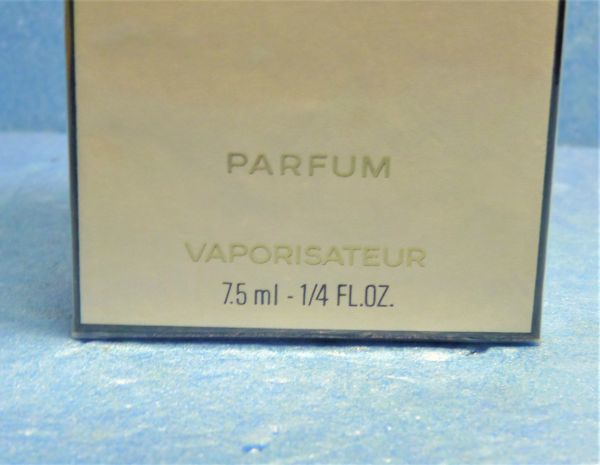 PARFUM
VAPORISATEUR
7.5 ml - 1/4 FL.OZ.